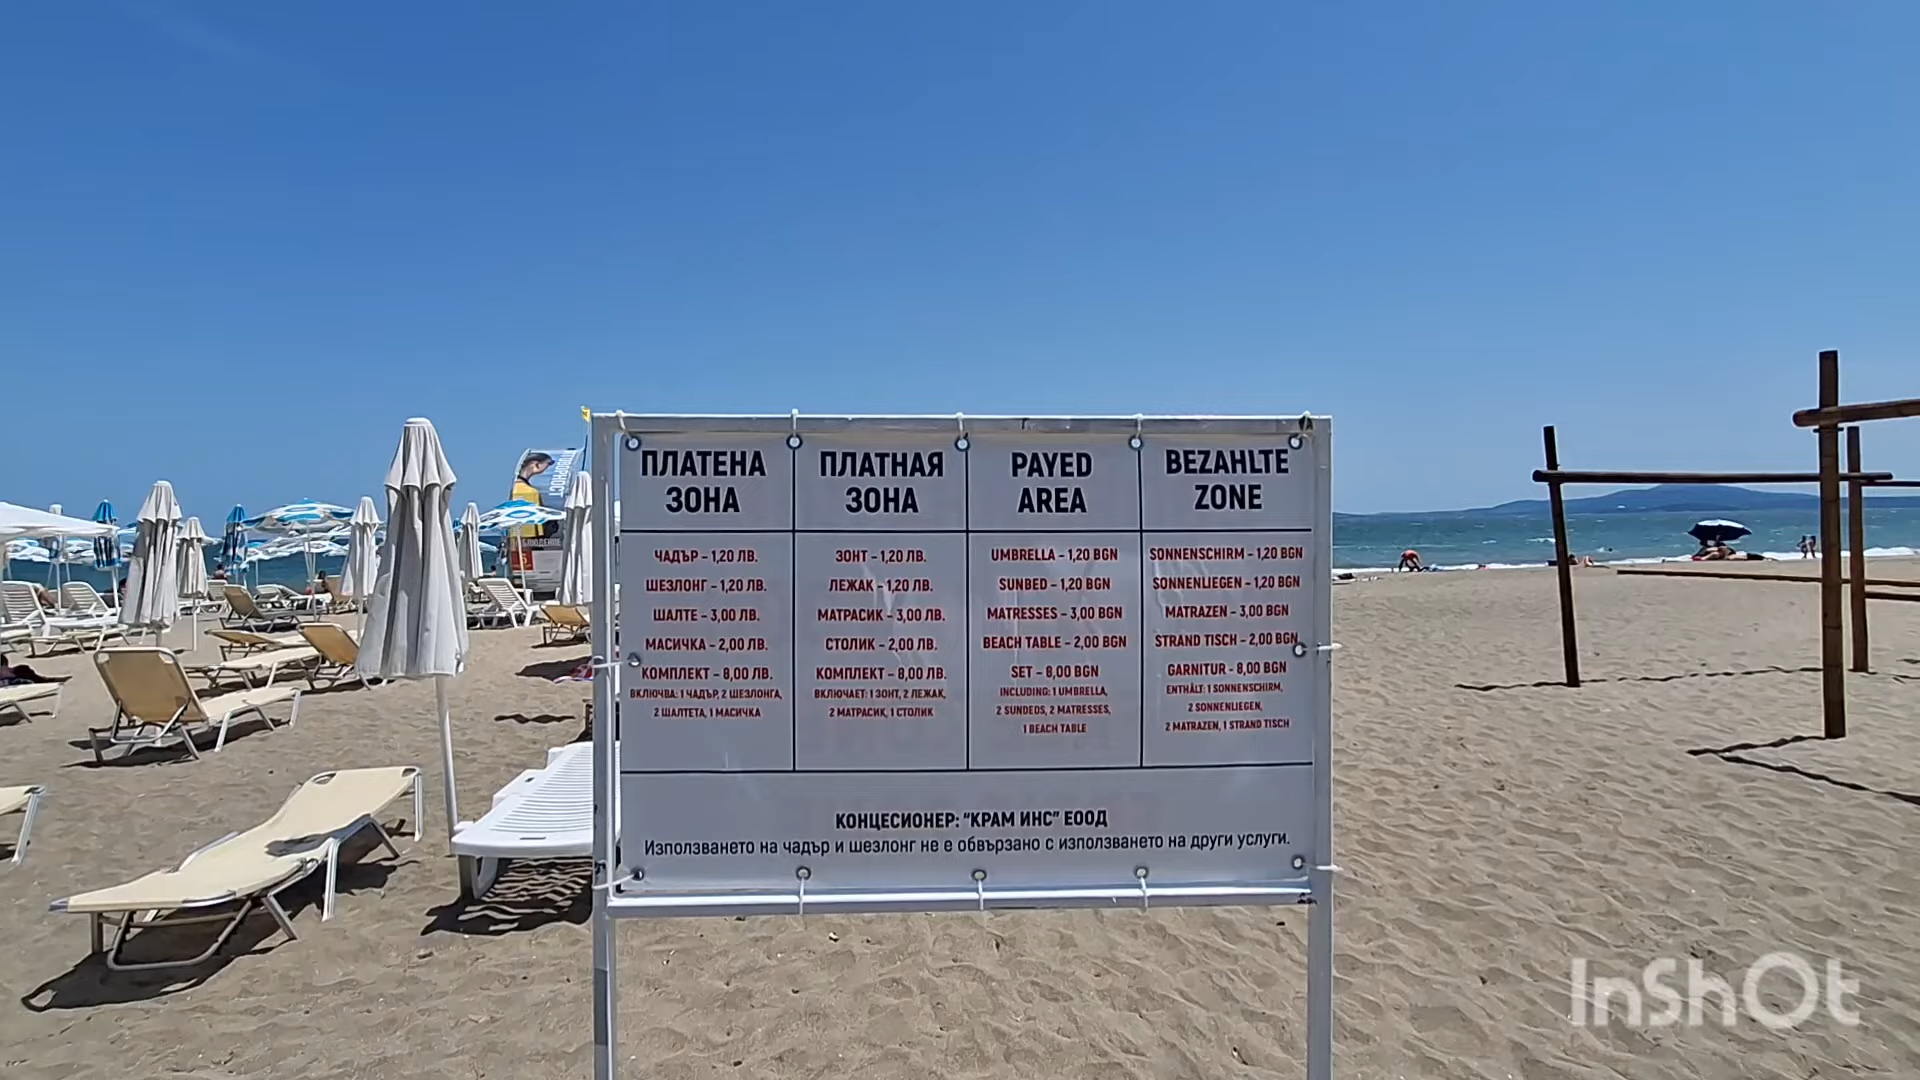 ПЛАТЕНА
ЗОНА
ЧАДЪР – 1,20 ЛВ.
ШЕЗЛОНГ – 1,20 ЛВ.
ШАЛТЕ – 3,00 ЛВ.
МАСИЧКА – 2,00 ЛВ.
КОМПЛЕКТ – 8,00 ЛВ.
ВКЛЮЧВА: 1 ЧАДЪР, 2 ШЕЗЛОНГА,
2 ШАЛТЕТА, 1 МАСИЧКА
ПЛАТНАЯ
ЗОНА
ЗОНТ – 1,20 ЛВ.
ЛЕЖАК – 1,20 ЛВ.
МАТРАСИК – 3,00 ЛВ.
СТОЛИК – 2,00 ЛВ.
КОМПЛЕКТ – 8,00 ЛВ.
ВКЛЮЧАЕТ: 1 ЗОНТ, 2 ЛЕЖАК,
2 МАТРАСИК, 1 СТОЛИК
PAYED
AREA
UMBRELLA – 1,20 BGN
SUNBED – 1,20 BGN
MATRESSES – 3,00 BGN
BEACH TABLE – 2,00 BGN
SET – 8,00 BGN
INCLUDING: 1 UMBRELLA,
2 SUNDEDS, 2 MATRESSES,
1 BEACH TABLE
BEZAHLTE
ZONE
SONNENSCHIRM – 1,20 BGN
SONNENLIEGEN – 1,20 BGN
MATRAZEN – 3,00 BGN
STRAND TISCH – 2,00 BGN
GARNITUR – 8,00 BGN
ENTHÄLT: 1 SONNENSCHIRM,
2 SONNENLIEGEN,
2 MATRAZEN, 1 STRAND TISCH
КОНЦЕСИОНЕР: "КРАМ ИНС" ЕООД
Използването на чадър и шезлонг не е обвързано с използването на други услуги.
InShOt